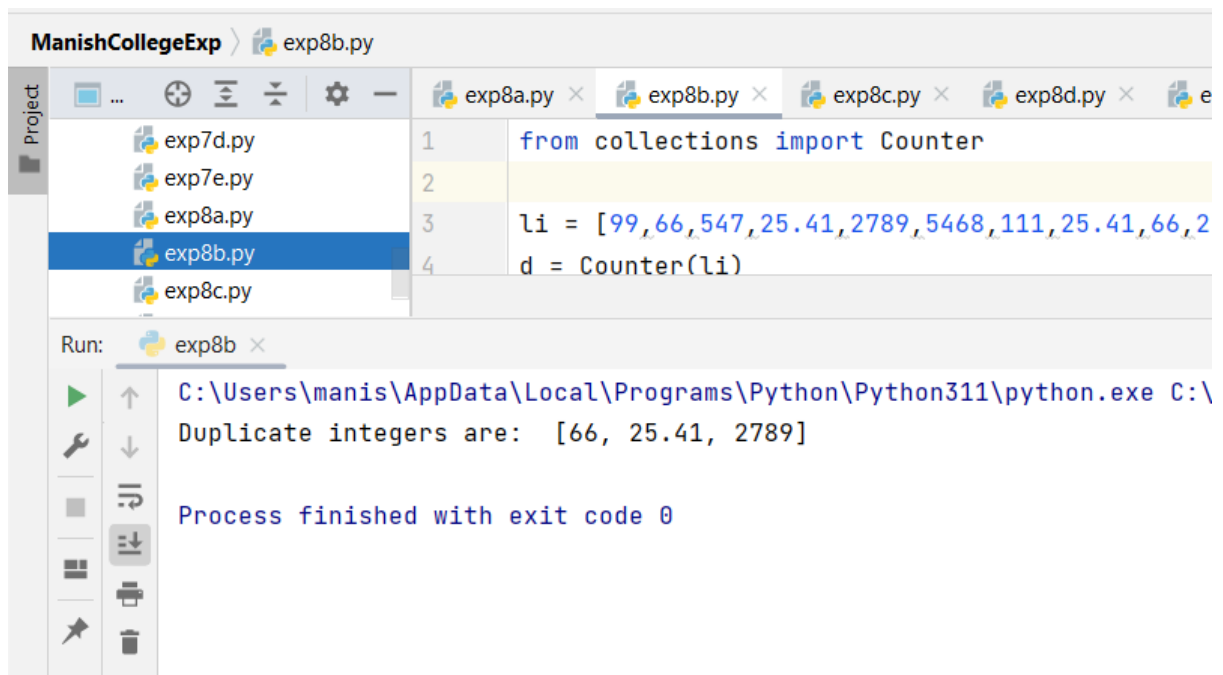 ManishCollegeExp exp8b.py
Project
... exp8a.py exp8b.py exp8c.py exp8d.py e
exp7d.py
exp7e.py
exp8a.py
exp8b.py
exp8c.py
1 from collections import Counter
2
3 li = [99,66,547,25.41,2789,5468,111,25.41,66,2
4 d = Counter(li)
Run: exp8b
C:\Users\manis\AppData\Local\Programs\Python\Python311\python.exe C:\
Duplicate integers are:  [66, 25.41, 2789]
Process finished with exit code 0